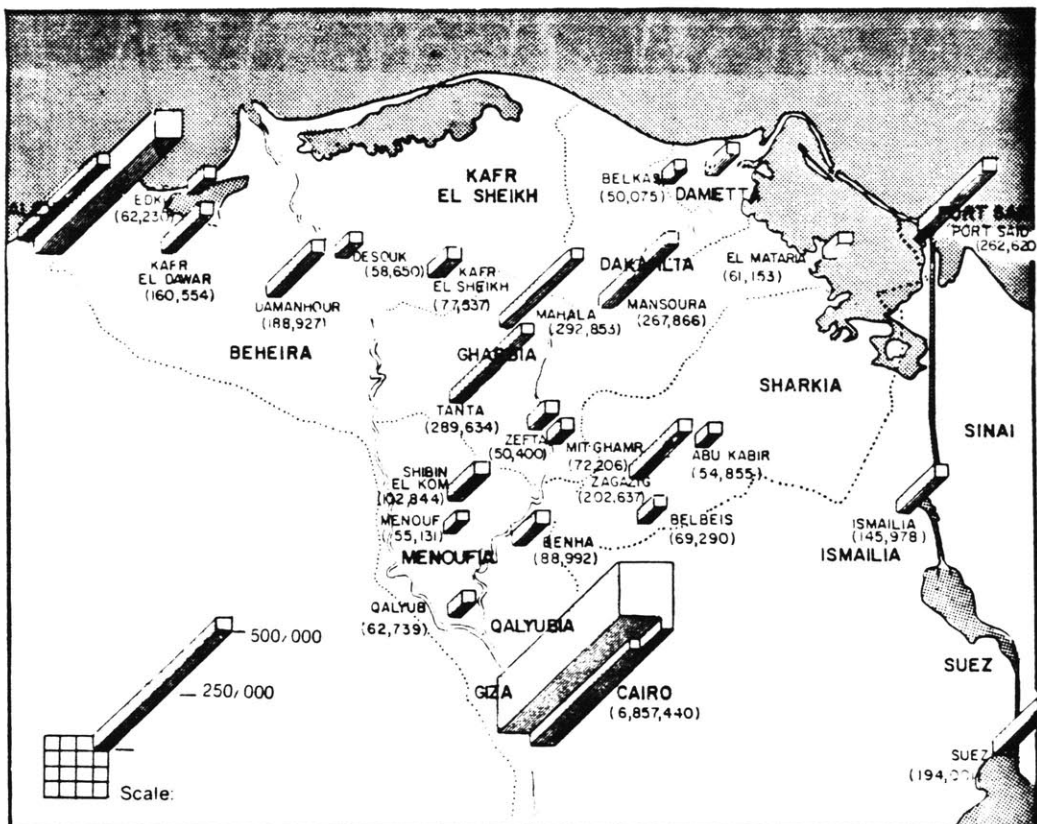 KAFR
EL SHEIKH
BELKAS
(50,075)
DAMIETTA
EDKU
(62,230)
KAFR
EL DAWAR
(160,554)
DESOUK
(58,650)
KAFR
EL SHEIKH
(77,537)
DAMANHOUR
(188,927)
MAHALA
(292,853)
DAKAHLIA
MANSOURA
(267,866)
EL MATARIA
(61,153)
PORT SAID
(262,620)
BEHEIRA
GHARBIA
SHARKIA
TANTA
(289,634)
ZEFTA
(50,400)
MIT GHAMR
(72,206)
ZAGAZIG
(202,637)
ABU KABIR
(54,855)
SINAI
SHIBIN
EL KOM
(102,844)
MENOUF
(55,131)
BENHA
(88,992)
BELBEIS
(69,290)
ISMAILIA
(145,978)
ISMAILIA
MENOUFIA
QALYUB
(62,739)
QALYUBIA
500,000
250,000
GIZA
CAIRO
(6,857,440)
SUEZ
SUEZ
Scale: